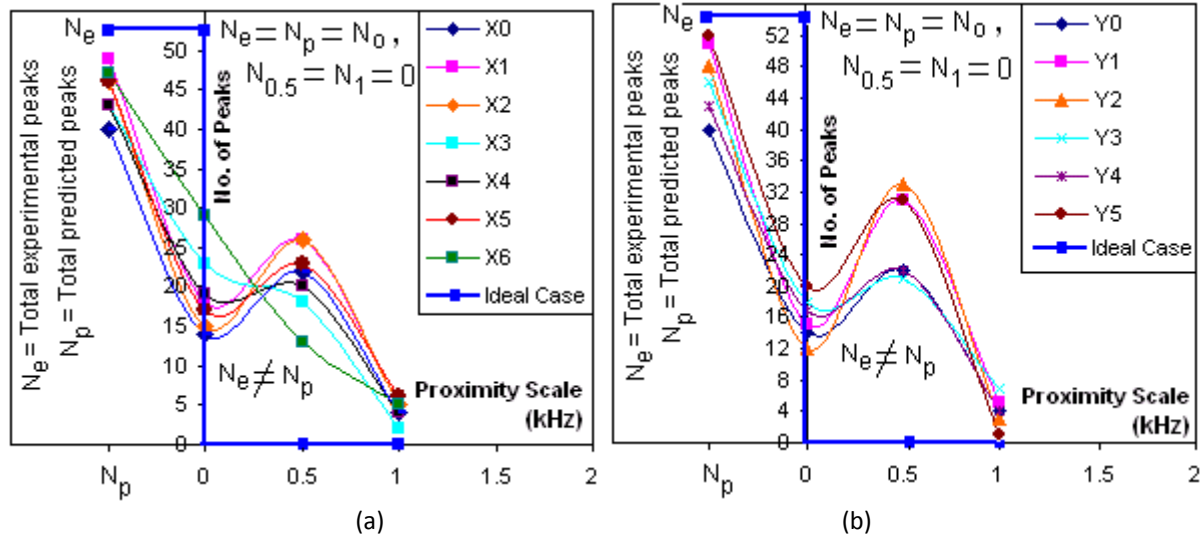 Nₑ
Nₑ = Nₚ = N₀ ,
N₀.₅ = N₁ = 0
50
45
40
35
30
25
20
15
10
5
0
Nₑ = Total experimental peaks
Nₚ = Total predicted peaks
No. of Peaks
Nₑ ≠ Nₚ
Proximity Scale
(kHz)
Nₚ
0
0.5
1
1.5
2
X0
X1
X2
X3
X4
X5
X6
Ideal Case
(a)
Nₑ
Nₑ = Nₚ = N₀ ,
N₀.₅ = N₁ = 0
52
48
44
40
36
32
28
24
20
16
12
8
4
0
Nₑ = Total experimental peaks
Nₚ = Total predicted peaks
No. of Peaks
Nₑ ≠ Nₚ
Proximity Scale
(kHz)
Nₚ
0
0.5
1
1.5
2
Y0
Y1
Y2
Y3
Y4
Y5
Ideal Case
(b)